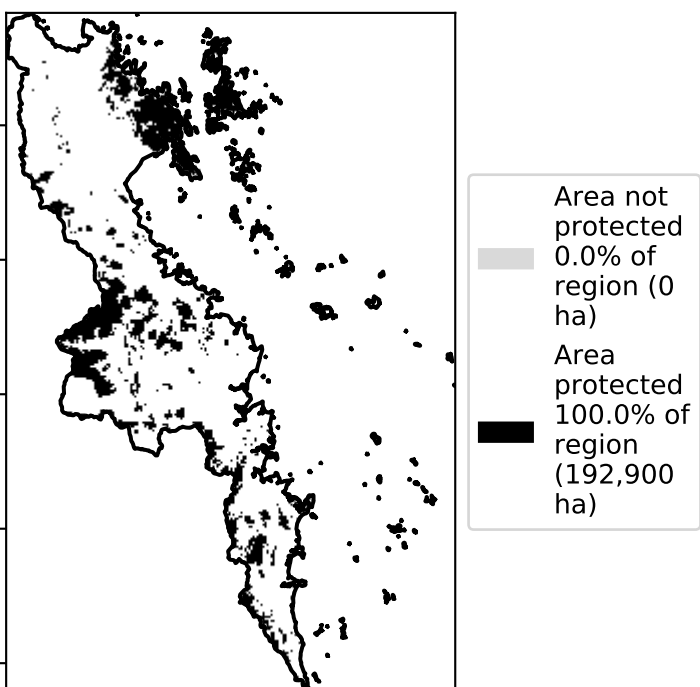 Area not
protected
0.0% of
region (0
ha)
Area
protected
100.0% of
region
(192,900
ha)